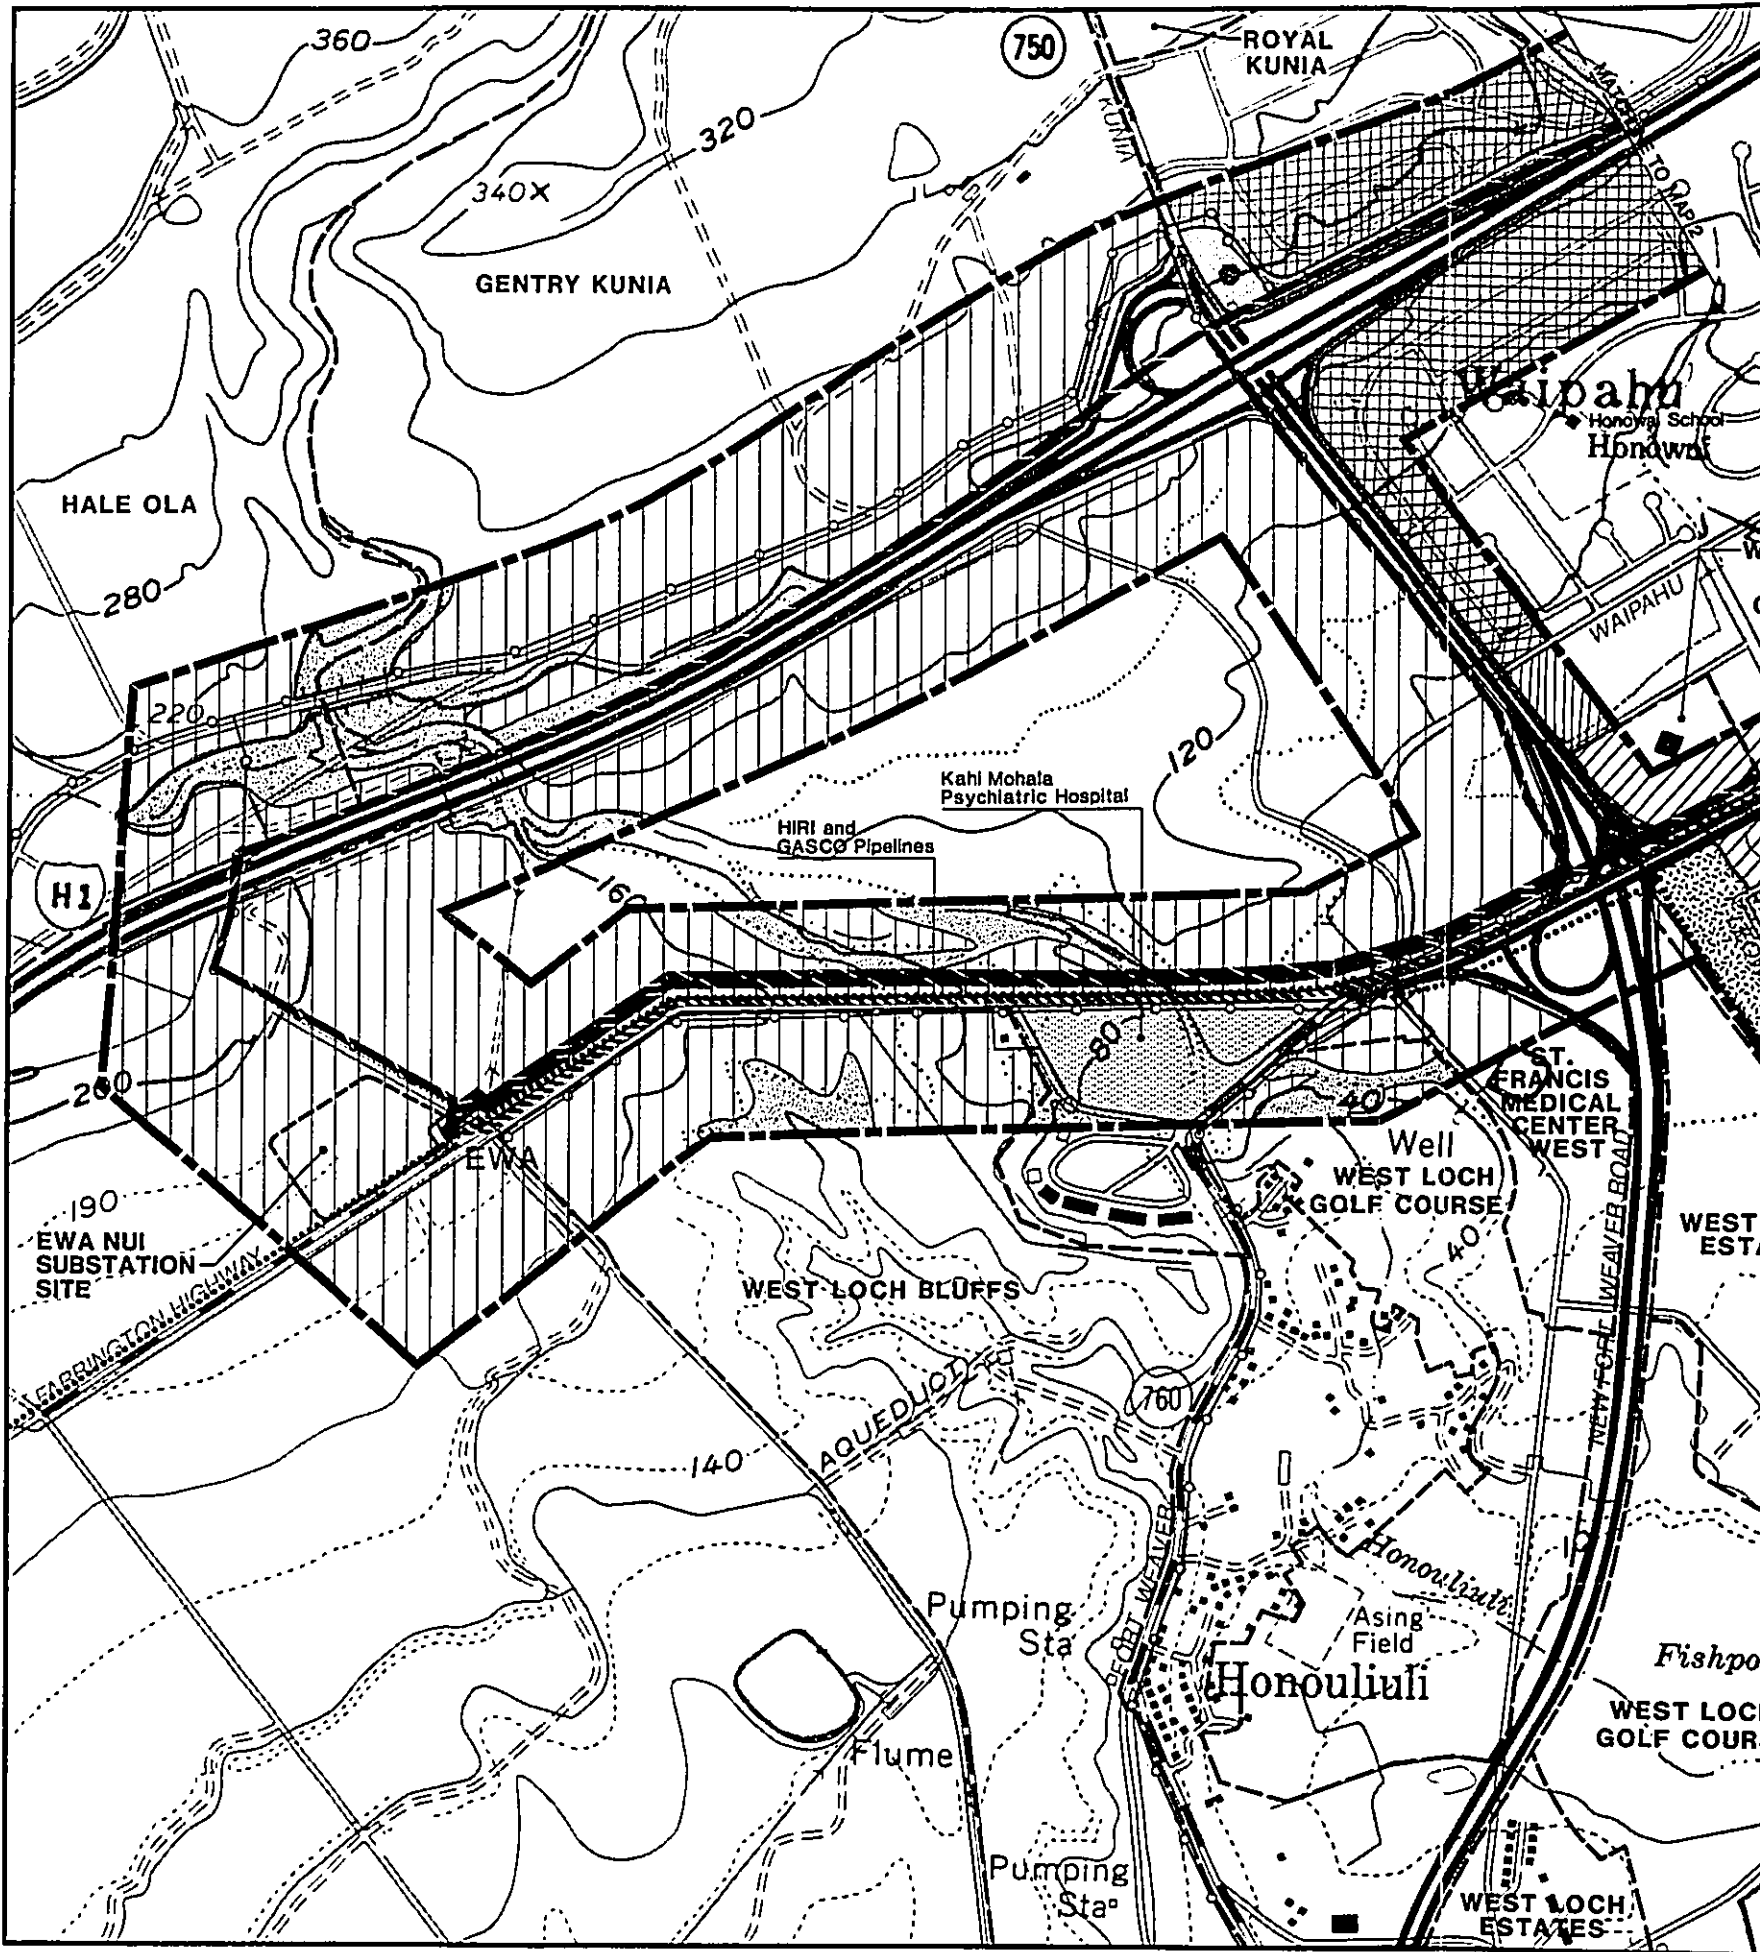 360
750
ROYAL
KUNIA
KUNIA
MATCHLINE TO MAP 2
320
340X
GENTRY KUNIA
Waipahu
Honowai School
Honowai
HALE OLA
280
WAIPAHU
220
120
Kahi Mohala
Psychiatric Hospital
HIRI and
GASCO Pipelines
160
H1
80
200
40
ST.
FRANCIS
MEDICAL
CENTER
WEST
EWA
Well
WEST LOCH
GOLF COURSE
190
EWA NUI
SUBSTATION
SITE
40
WEST
ESTA
FARRINGTON HIGHWAY
WEST LOCH BLUFFS
NEW FORT WEAVER ROAD
760
AQUEDUCT
140
FORT WEAVER
Honouliuli
Pumping
Sta
Asing
Field
Honouliuli
Fishpo
WEST LOC
GOLF COUR
Flume
Pumping
Sta
WEST LOCH
ESTATES